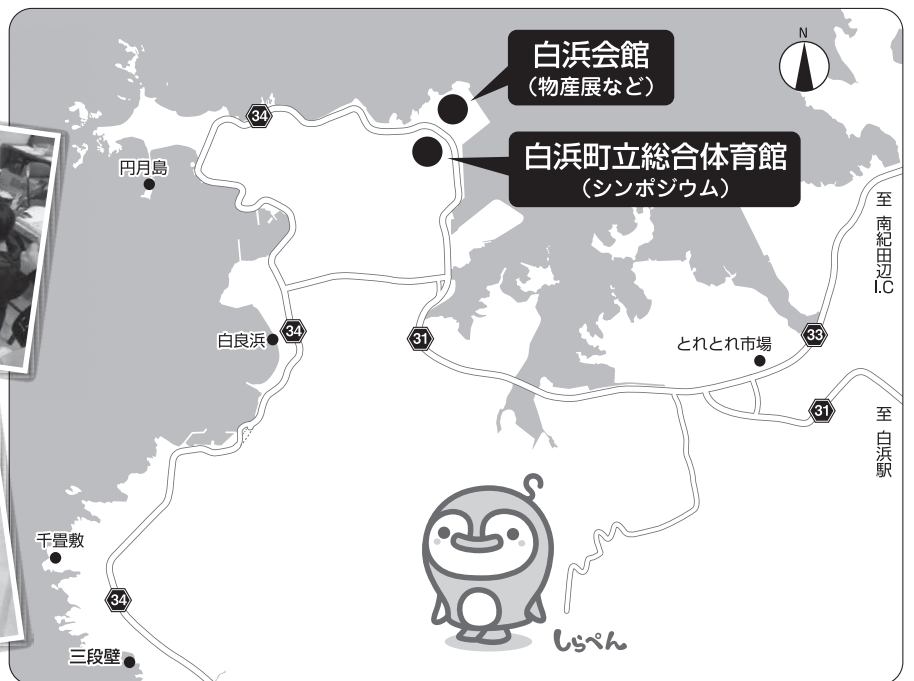 白浜会館
(物産展など)
N
34
白浜町立総合体育館
(シンポジウム)
円月島
至 南紀田辺I.C
白良浜
34
31
とれとれ市場
33
31
至 白浜駅
千畳敷
34
三段壁
しらぺん